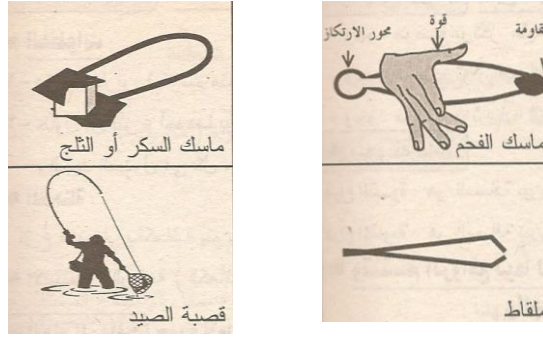 قوة
محور الارتكاز
ماسك الفحم
ماسك السكر أو الثلج
قصبة الصيد